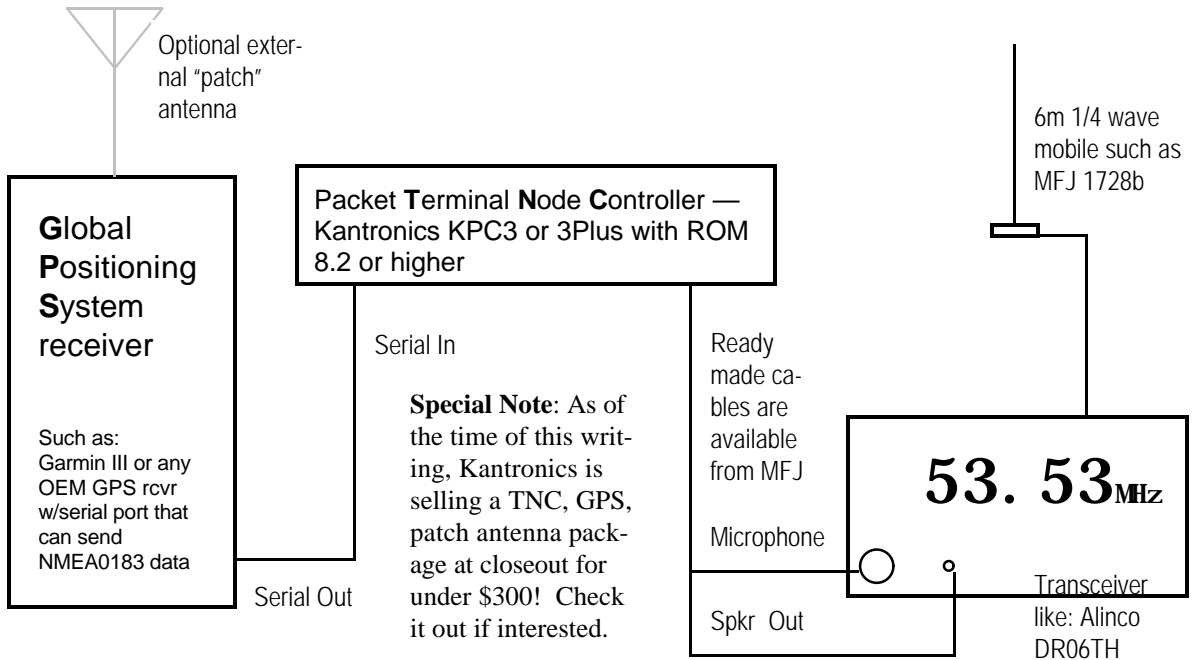 Optional exter-
nal “patch”
antenna
6m 1/4 wave
mobile such as
MFJ 1728b
Global
Positioning
System
receiver
Such as:
Garmin III or any
OEM GPS rcvr
w/serial port that
can send
NMEA0183 data
Packet Terminal Node Controller —
Kantronics KPC3 or 3Plus with ROM
8.2 or higher
Serial In
Serial Out
Special Note: As of
the time of this writ-
ing, Kantronics is
selling a TNC, GPS,
patch antenna pack-
age at closeout for
under $300!  Check
it out if interested.
Ready
made ca-
bles are
available
from MFJ
Microphone
Spkr  Out
53. 53MHz
Transceiver
like: Alinco
DR06TH